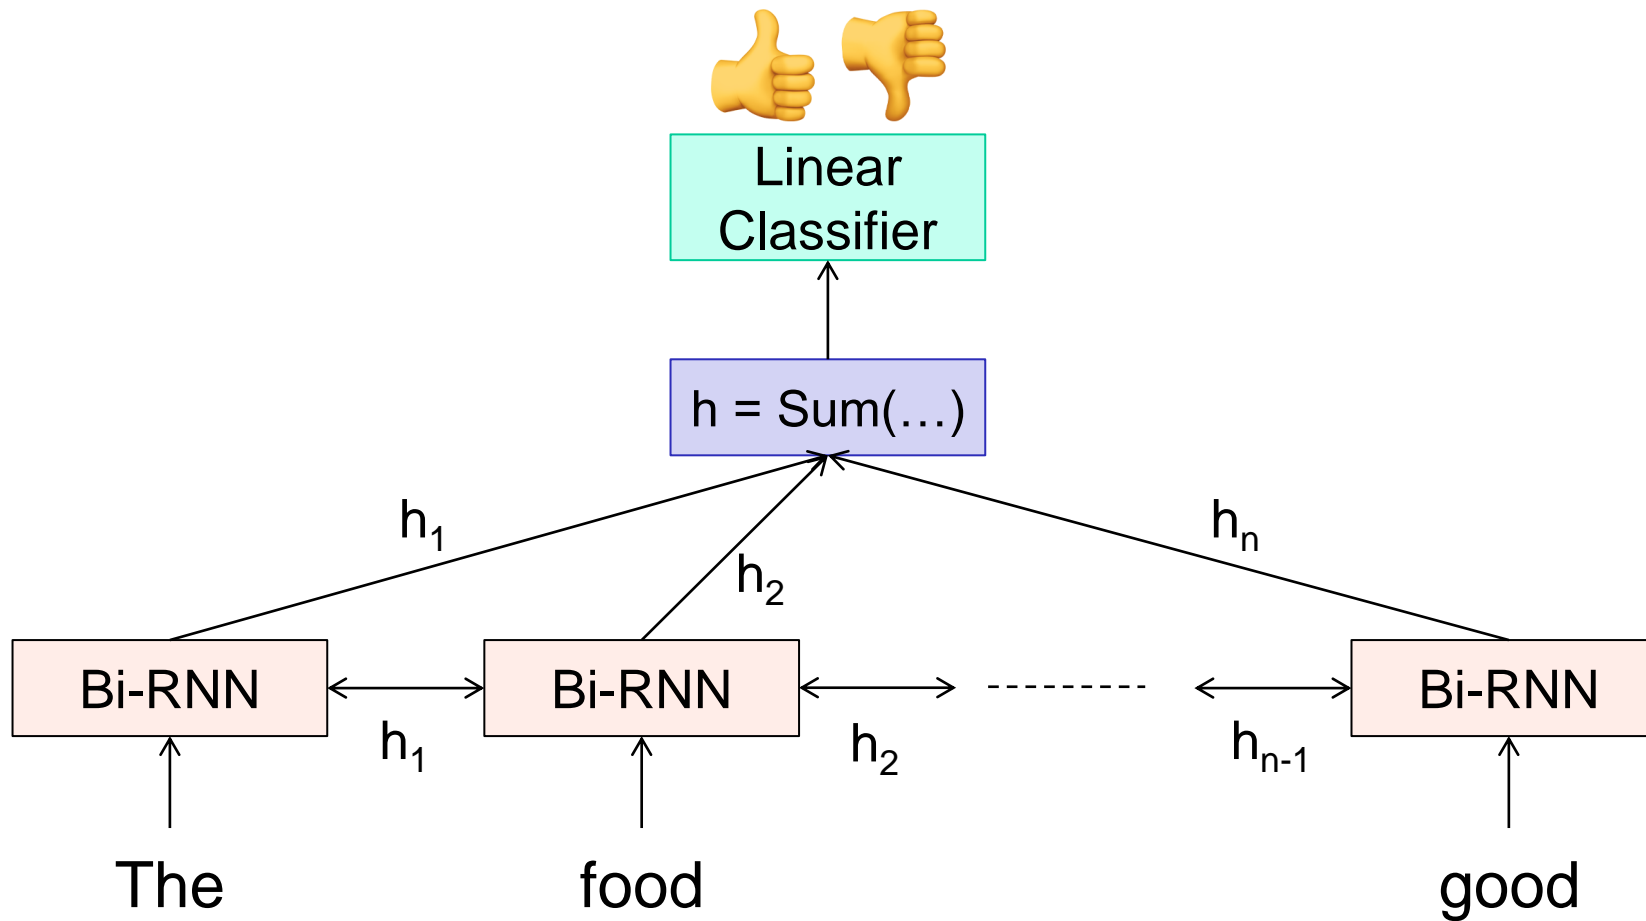 Linear
Classifier
h = Sum(…)
h₁
h₂
hₙ
Bi-RNN
Bi-RNN
Bi-RNN
h₁
h₂
hₙ₋₁
The
food
good